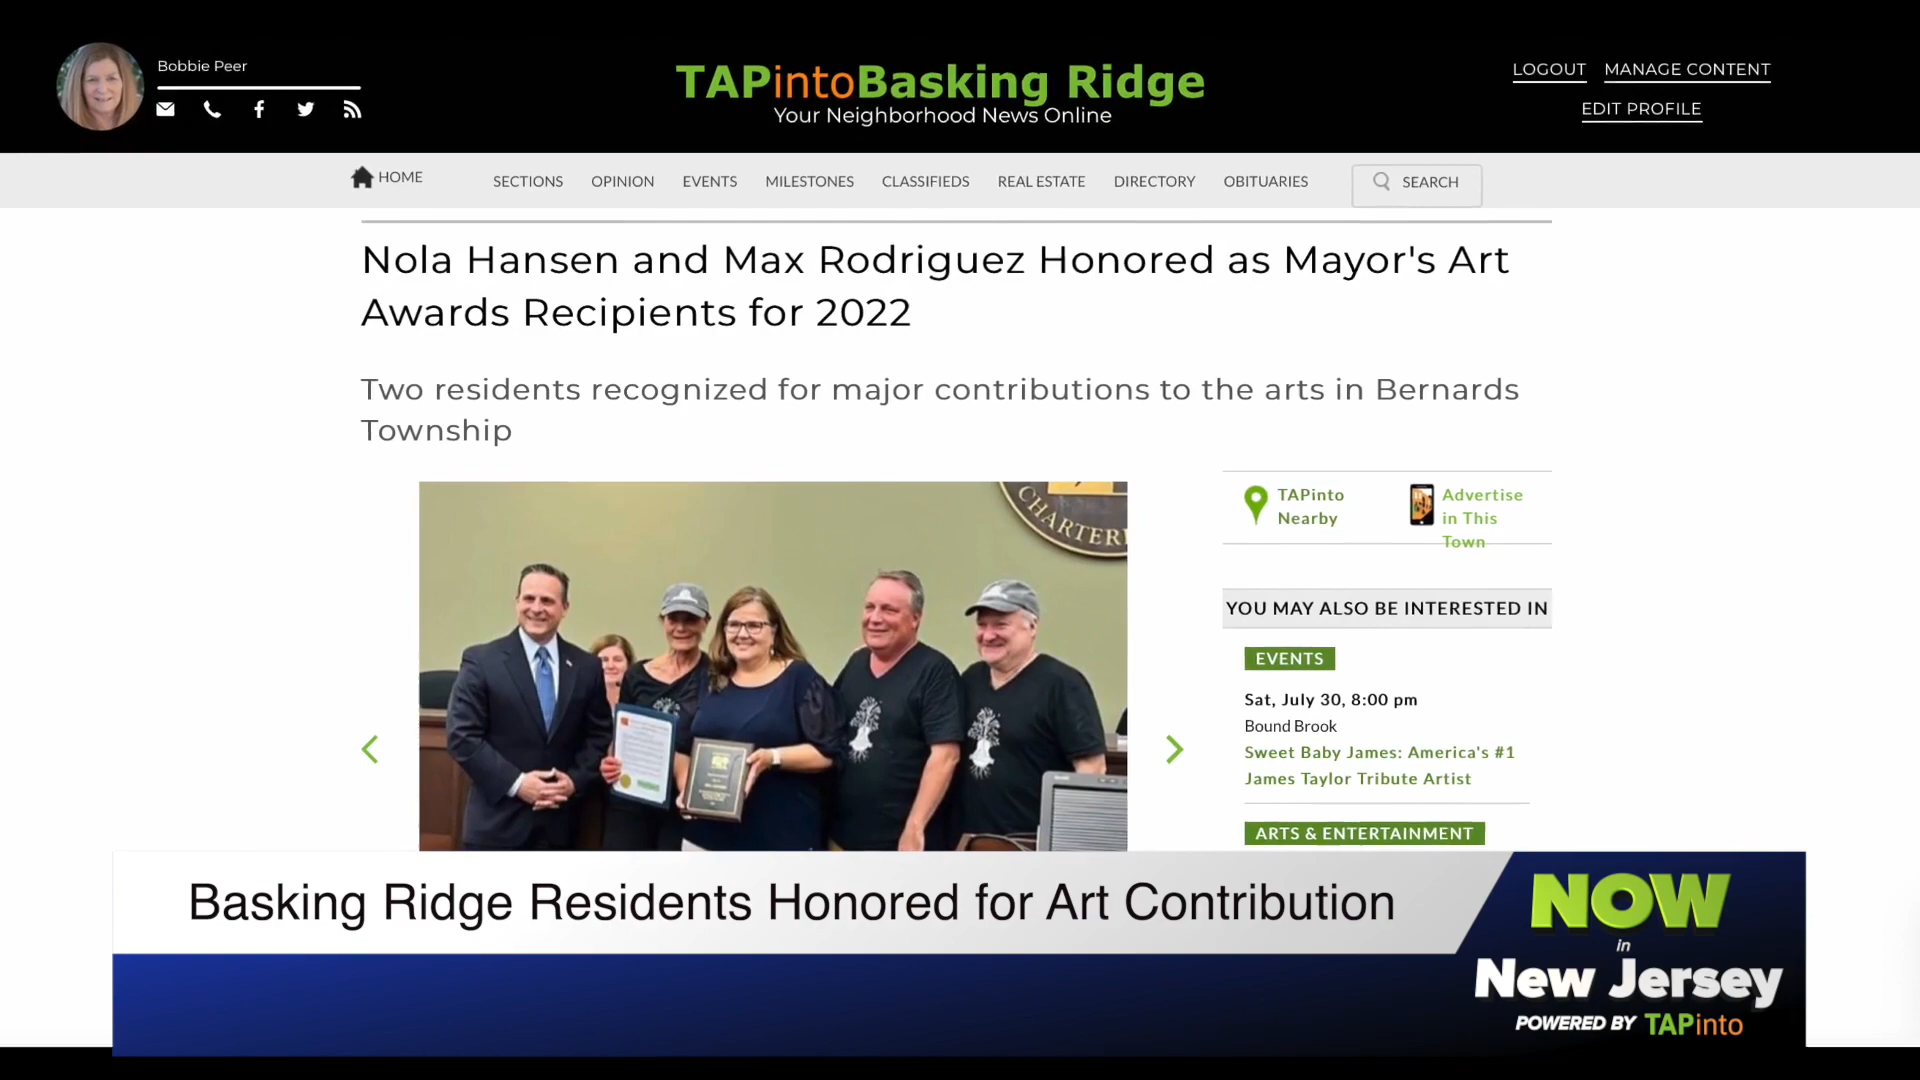 Bobbie Peer
TAPintoBasking Ridge
Your Neighborhood News Online
LOGOUT MANAGE CONTENT
EDIT PROFILE
HOME SECTIONS OPINION EVENTS MILESTONES CLASSIFIEDS REAL ESTATE DIRECTORY OBITUARIES SEARCH
Nola Hansen and Max Rodriguez Honored as Mayor's Art
Awards Recipients for 2022
Two residents recognized for major contributions to the arts in Bernards
Township
CHARTER
TAPinto
Nearby
Advertise
in This
Town
YOU MAY ALSO BE INTERESTED IN
EVENTS
Sat, July 30, 8:00 pm
Bound Brook
Sweet Baby James: America's #1
James Taylor Tribute Artist
ARTS & ENTERTAINMENT
Basking Ridge Residents Honored for Art Contribution
NOW
in
New Jersey
POWERED BY TAPinto